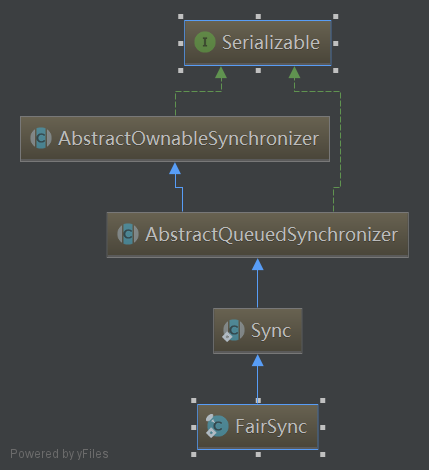 I Serializable
C AbstractOwnableSynchronizer
C AbstractQueuedSynchronizer
C Sync
C FairSync
Powered by yFiles